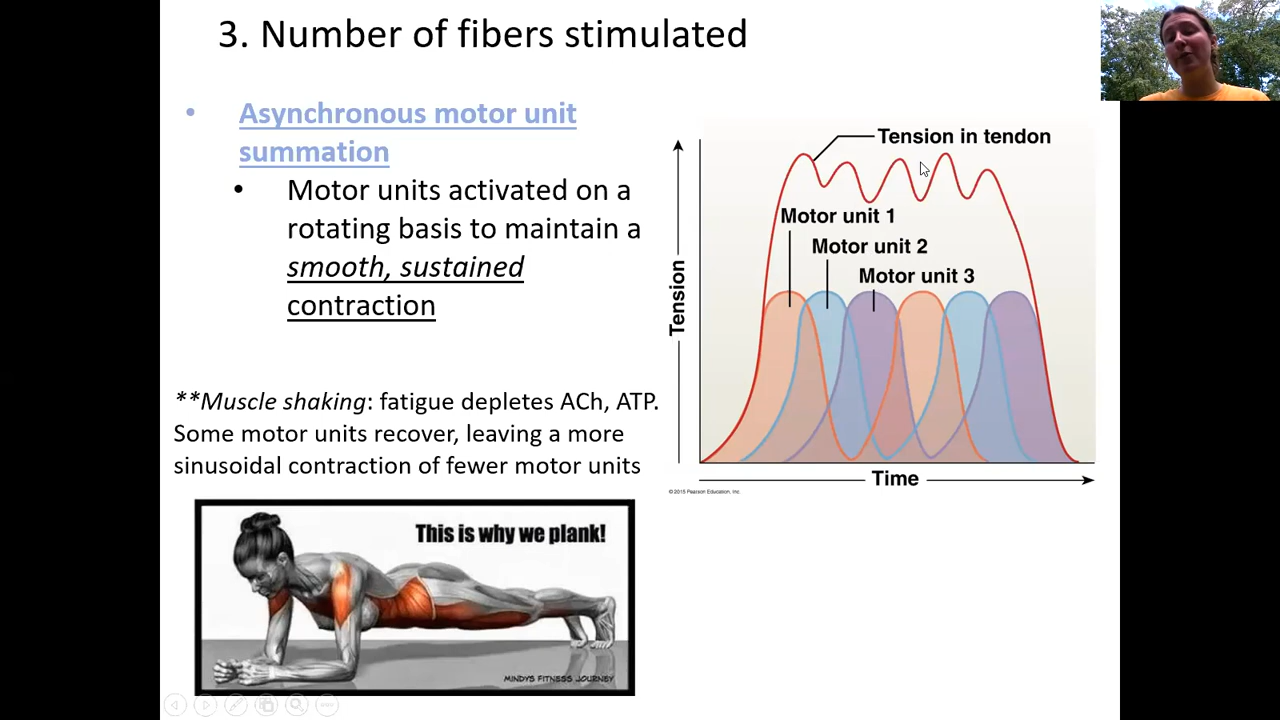 3. Number of fibers stimulated
• Asynchronous motor unit
summation
• Motor units activated on a
rotating basis to maintain a
smooth, sustained
contraction
**Muscle shaking: fatigue depletes ACh, ATP.
Some motor units recover, leaving a more
sinusoidal contraction of fewer motor units
This is why we plank!
MINDYS FITNESS JOURNEY
Tension in tendon
Motor unit 1
Motor unit 2
Motor unit 3
Tension
Time
© 2015 Pearson Education, Inc